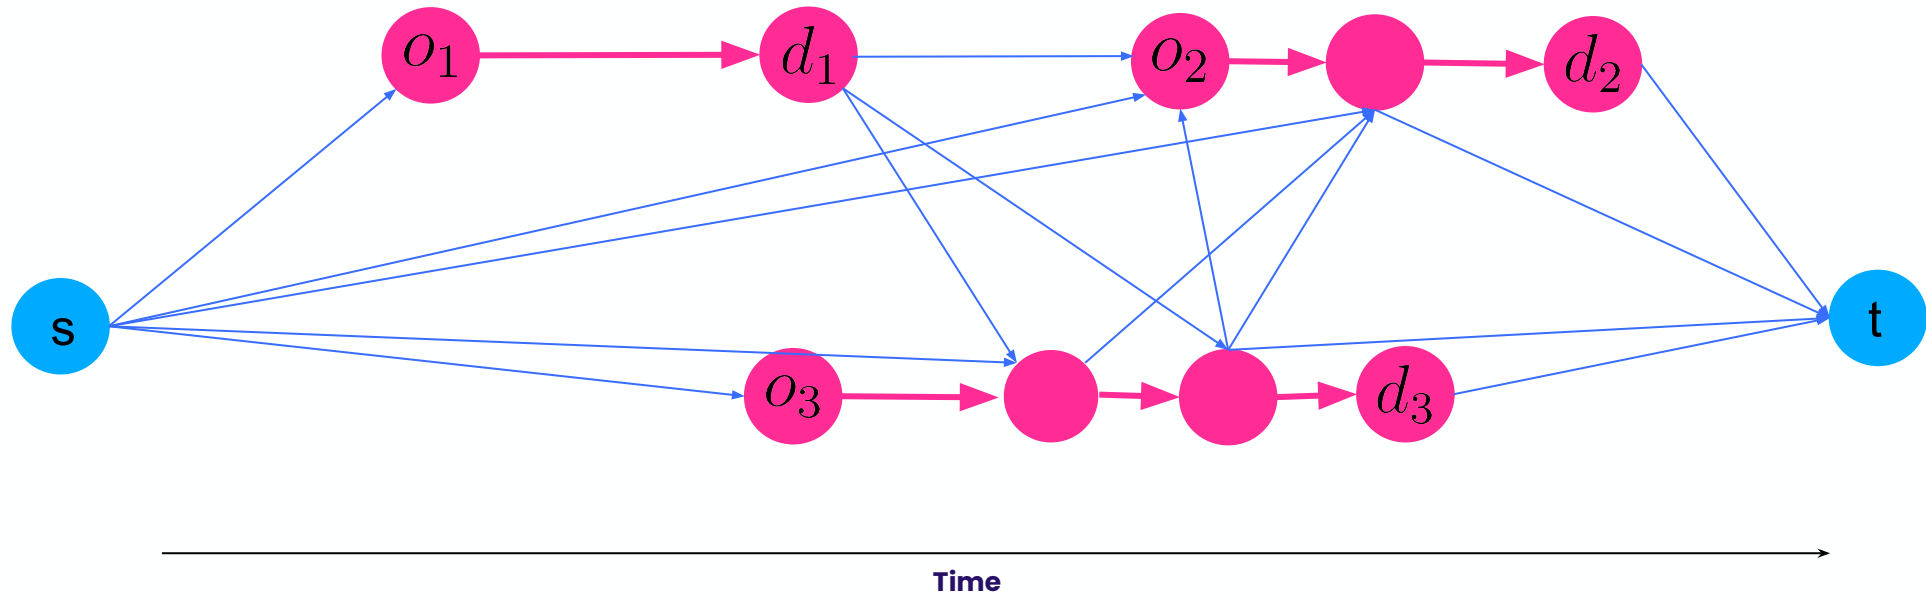 o₁
d₁
o₂
d₂
s
t
o₃
d₃
Time